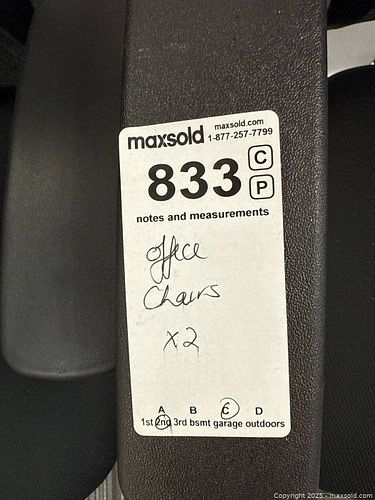 maxsold maxsold.com
1-877-257-7799
833 C
P
notes and measurements
office
Chairs
x2
A B C D
1st 2nd 3rd bsmt garage outdoors
Copyright 2025 - maxsold.com